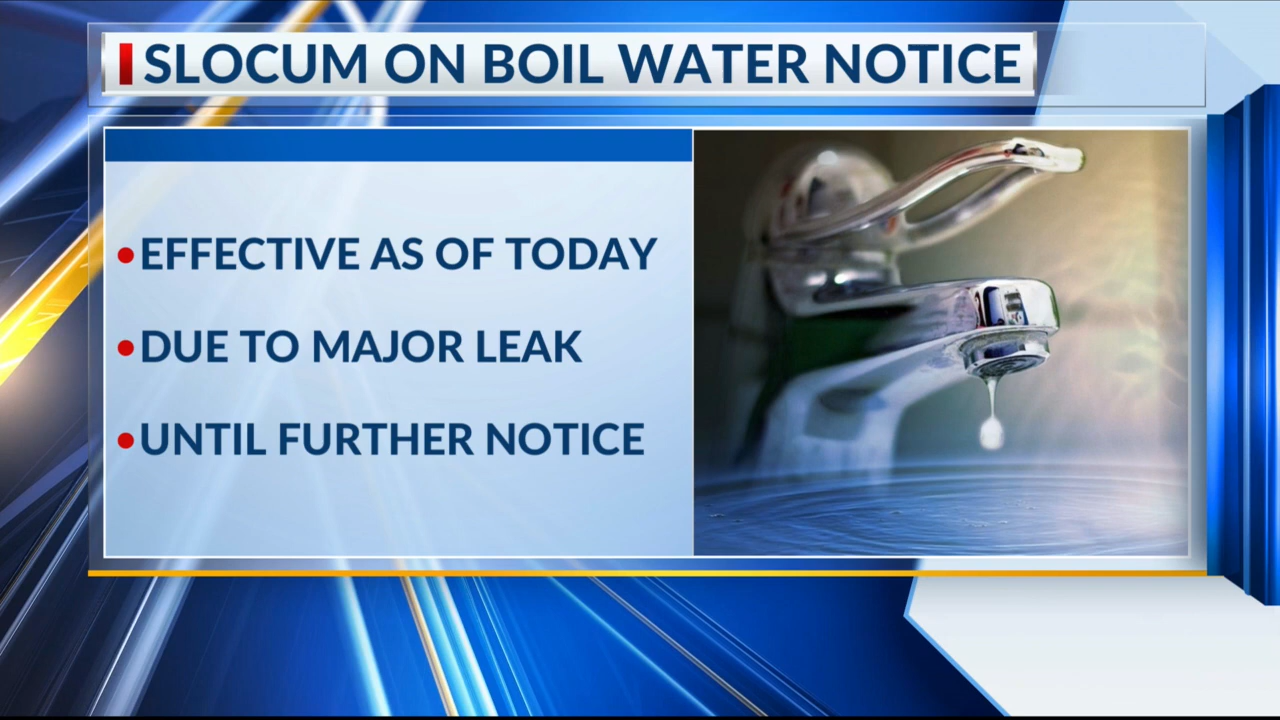 SLOCUM ON BOIL WATER NOTICE
•EFFECTIVE AS OF TODAY
•DUE TO MAJOR LEAK
•UNTIL FURTHER NOTICE